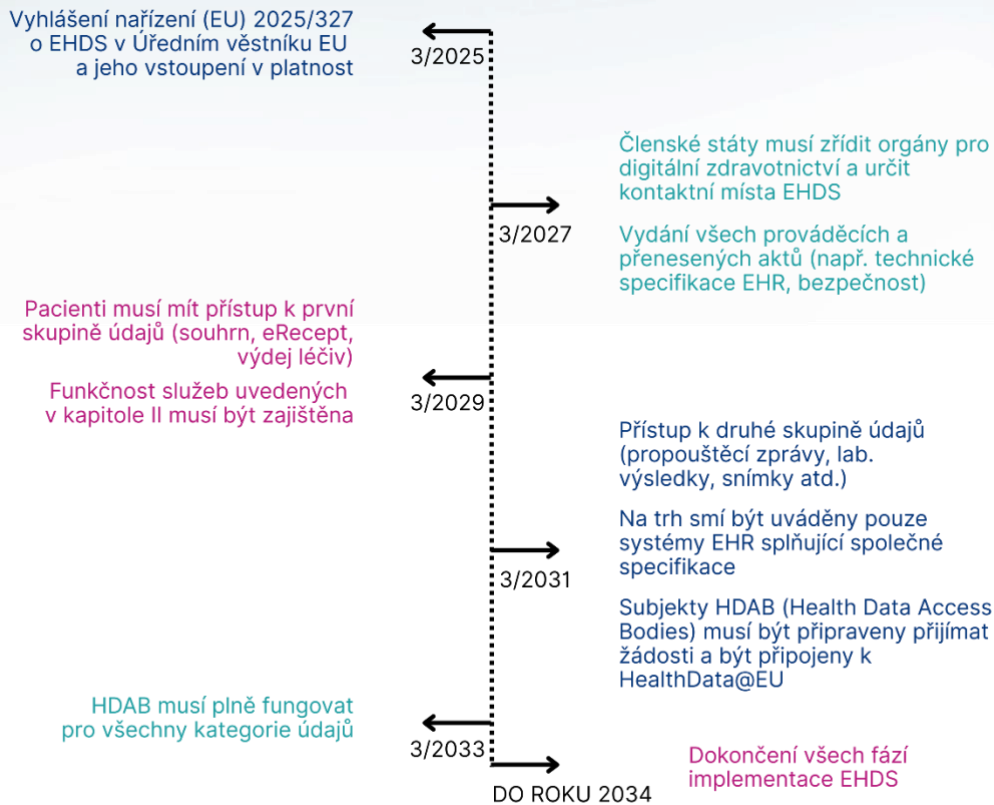 Vyhlášení nařízení (EU) 2025/327
o EHDS v Úředním věstníku EU
a jeho vstoupení v platnost
3/2025
Členské státy musí zřídit orgány pro
digitální zdravotnictví a určit
kontaktní místa EHDS
3/2027
Vydání všech prováděcích a
přenesených aktů (např. technické
specifikace EHR, bezpečnost)
Pacienti musí mít přístup k první
skupině údajů (souhrn, eRecept,
výdej léčiv)
Funkčnost služeb uvedených
v kapitole II musí být zajištěna
3/2029
Přístup k druhé skupině údajů
(propouštěcí zprávy, lab.
výsledky, snímky atd.)
Na trh smí být uváděny pouze
systémy EHR splňující společné
specifikace
3/2031
Subjekty HDAB (Health Data Access
Bodies) musí být připraveny přijímat
žádosti a být připojeny k
HealthData@EU
HDAB musí plně fungovat
pro všechny kategorie údajů
3/2033
Dokončení všech fází
implementace EHDS
DO ROKU 2034